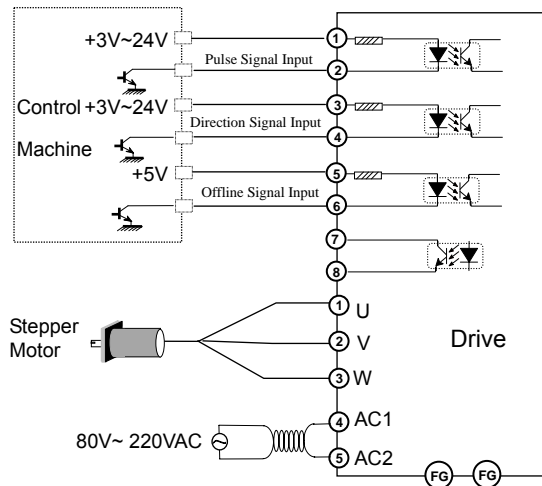 +3V~24V
1
Pulse Signal Input
2
Control +3V~24V
3
Direction Signal Input
Machine
4
+5V
5
Offline Signal Input
6
7
8
1 U
Stepper
Motor
2 V
Drive
3 W
4 AC1
80V~ 220VAC
5 AC2
FG FG